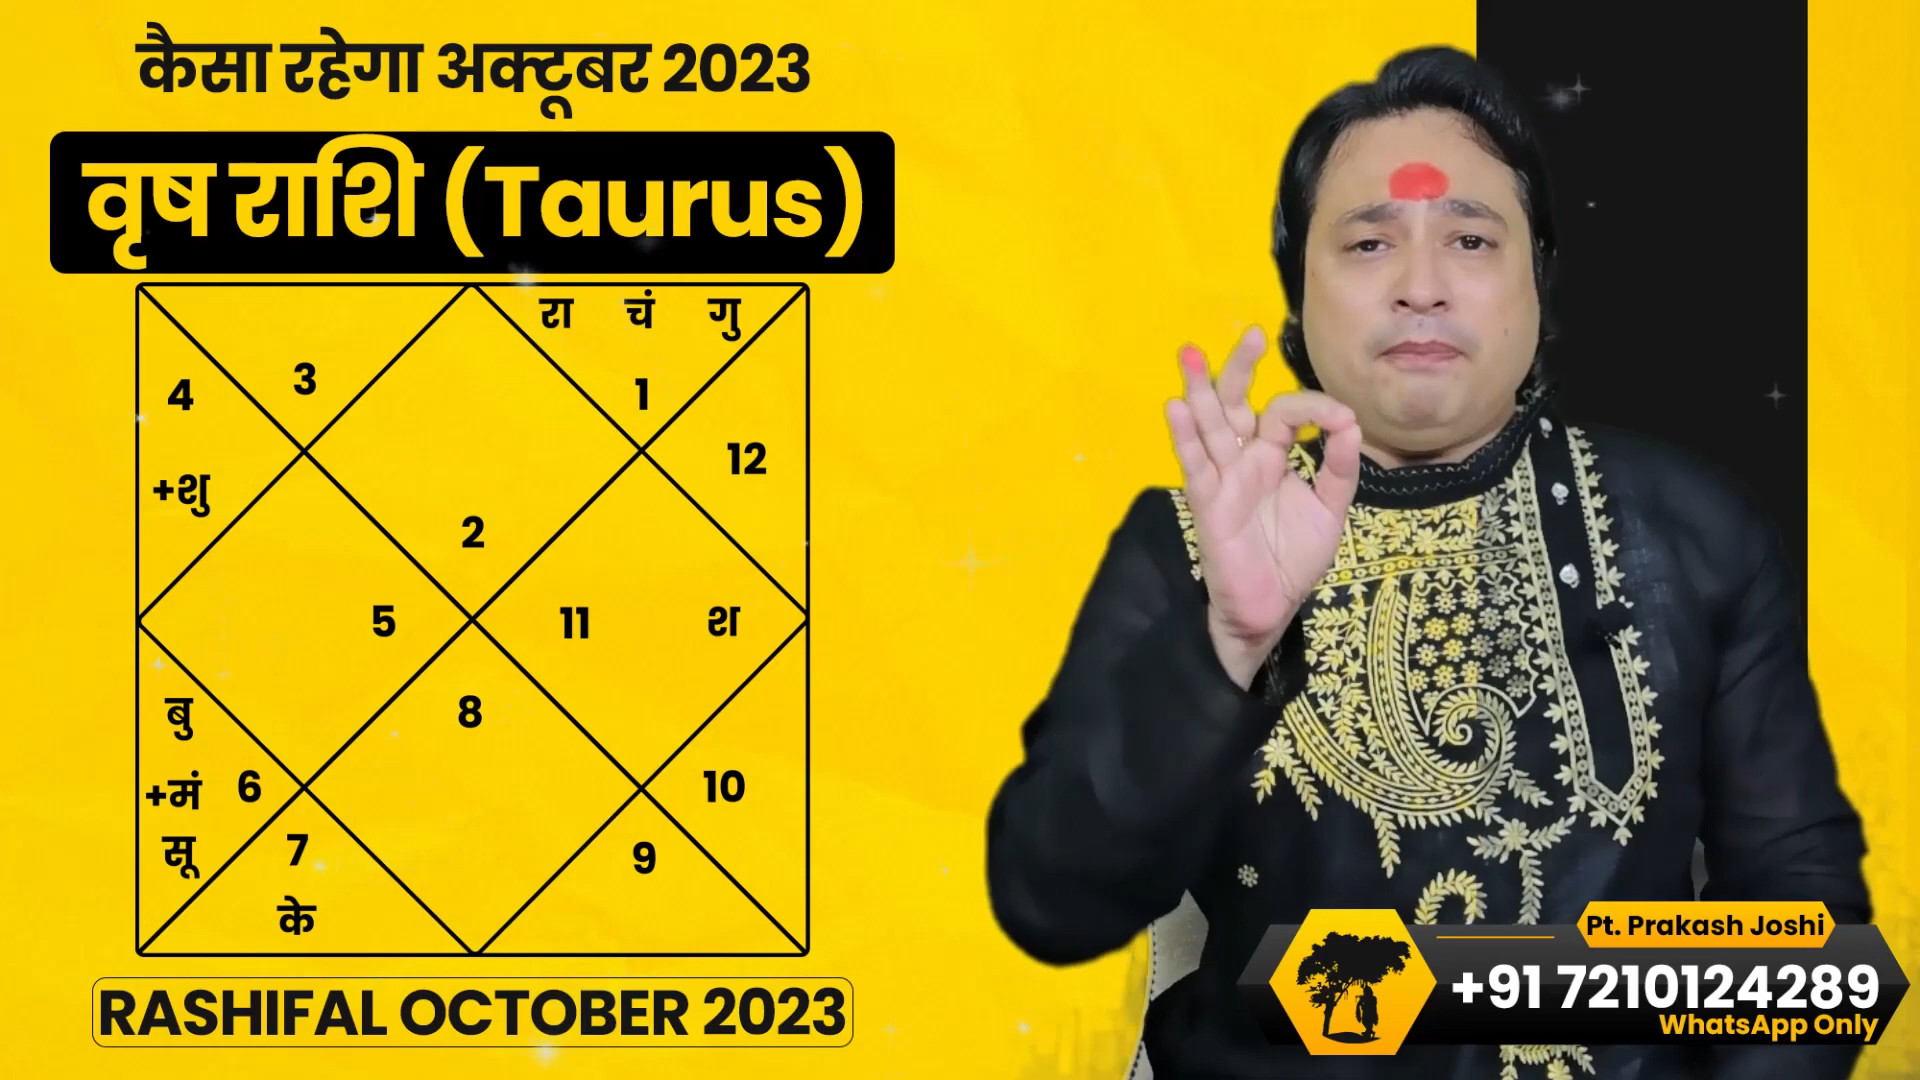 कैसा रहेगा अक्टूबर 2023
वृष राशि (Taurus)
रा चं गु
3
4
1
12
+शु
2
5
11
श
8
बु
+मं
6
10
सू
7
9
के
RASHIFAL OCTOBER 2023
Pt. Prakash Joshi
+91 7210124289
WhatsApp Only